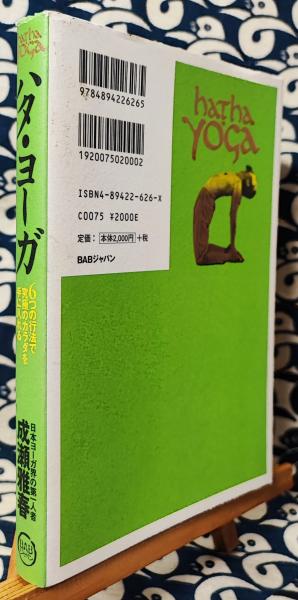 hatha
YOGA
ハタ・ヨーガ
6つの行法で
究極のカラダを
手に入れる
日本ヨーガ界の第一人者
成瀬雅春
BAB
9784894226265
1920075020002
ISBN4-89422-626-X
C0075 ¥2000E
定価：本体2,000円＋税
BABジャパン
hatha
YOGA